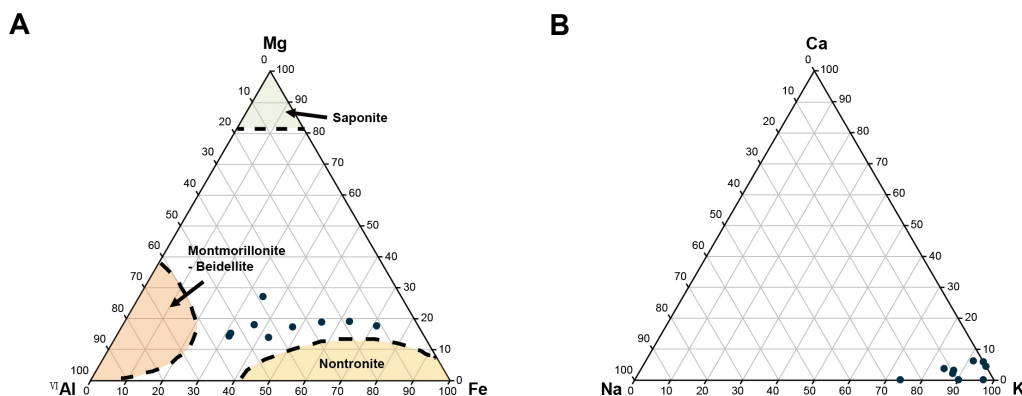 A
B
Mg
Ca
0 100
0 100
10 90
10 90
20 80
20 80
Saponite
30 70
30 70
40 60
40 60
50 50
50 50
60 40
60 40
Montmorillonite
- Beidellite
70 30
70 30
80 20
80 20
90 10
90 10
Nontronite
100 0
100 0
VI Al 0 10 20 30 40 50 60 70 80 90 100 Fe
Na 0 10 20 30 40 50 60 70 80 90 100 K